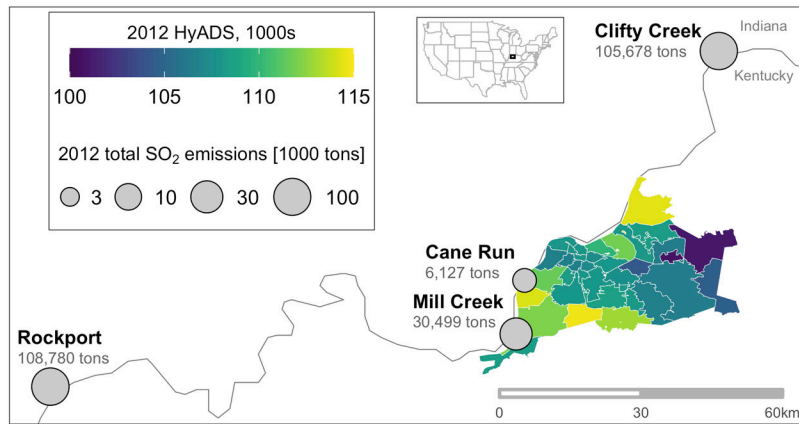 2012 HyADS, 1000s
100 105 110 115
2012 total SO₂ emissions [1000 tons]
3 10 30 100
Clifty Creek
105,678 tons
Indiana
Kentucky
Cane Run
6,127 tons
Mill Creek
30,499 tons
Rockport
108,780 tons
0 30 60km